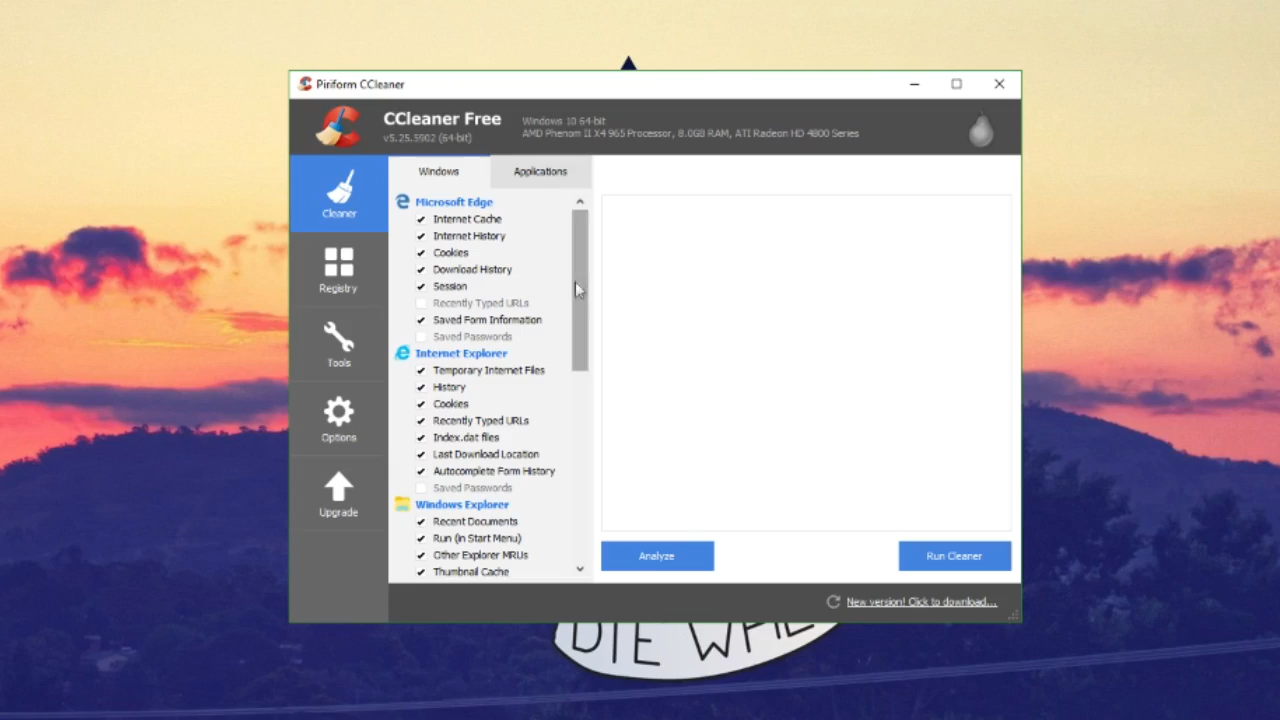 Piriform CCleaner
CCleaner Free
v5.25.5902 (64-bit)
Windows 10 64-bit
AMD Phenom II X4 965 Processor, 8.0GB RAM, ATI Radeon HD 4800 Series
Cleaner
Registry
Tools
Options
Upgrade
Windows
Applications
Microsoft Edge
Internet Cache
Internet History
Cookies
Download History
Session
Recently Typed URLs
Saved Form Information
Saved Passwords
Internet Explorer
Temporary Internet Files
History
Cookies
Recently Typed URLs
Index.dat files
Last Download Location
Autocomplete Form History
Saved Passwords
Windows Explorer
Recent Documents
Run (in Start Menu)
Other Explorer MRUs
Thumbnail Cache
Analyze
Run Cleaner
New version! Click to download...
DIE